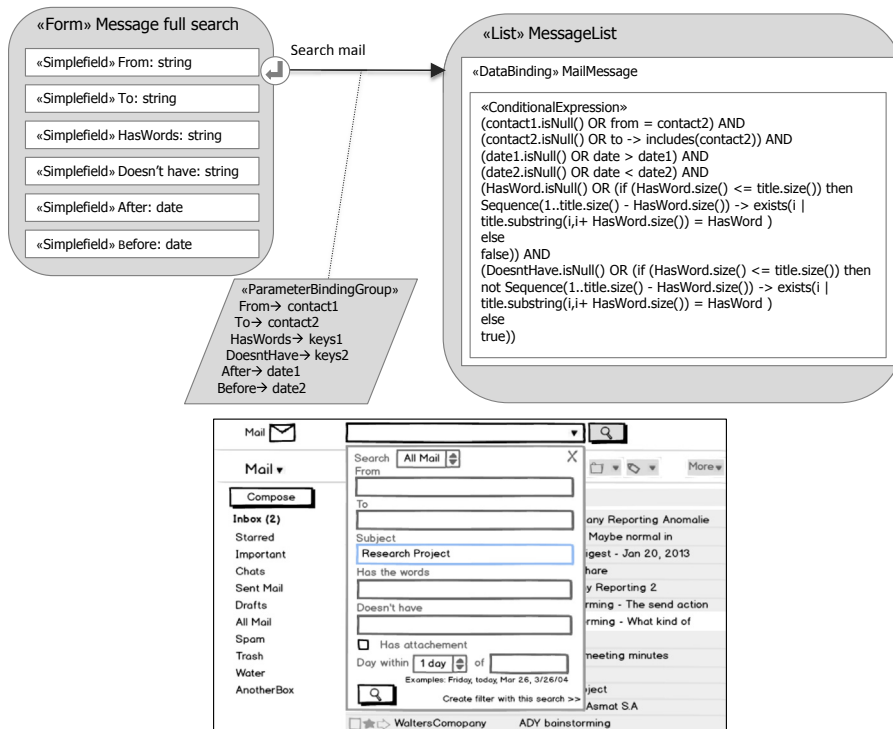 «Form» Message full search
«Simplefield» From: string
«Simplefield» To: string
«Simplefield» HasWords: string
«Simplefield» Doesn't have: string
«Simplefield» After: date
«Simplefield» Before: date
Search mail
«ParameterBindingGroup»
From→ contact1
To→ contact2
HasWords→ keys1
DoesntHave→ keys2
After→ date1
Before→ date2
«List» MessageList
«DataBinding» MailMessage
«ConditionalExpression»
(contact1.isNull() OR from = contact2) AND
(contact2.isNull() OR to -> includes(contact2)) AND
(date1.isNull() OR date > date1) AND
(date2.isNull() OR date < date2) AND
(HasWord.isNull() OR (if (HasWord.size() <= title.size()) then
Sequence(1..title.size() - HasWord.size()) -> exists(i |
title.substring(i,i+ HasWord.size()) = HasWord )
else
false)) AND
(DoesntHave.isNull() OR (if (HasWord.size() <= title.size()) then
not Sequence(1..title.size() - HasWord.size()) -> exists(i |
title.substring(i,i+ HasWord.size()) = HasWord )
else
true))
Mail
Mail
Compose
Inbox (2)
Starred
Important
Chats
Sent Mail
Drafts
All Mail
Spam
Trash
Water
AnotherBox
Search All Mail X
From
To
Subject
Research Project
Has the words
Doesn't have
Has attachement
Day within 1 day of
Examples: Friday, today, Mar 26, 3/26/04
Create filter with this search >>
More
any Reporting Anomalie
Maybe normal in
igest - Jan 20, 2013
hare
y Reporting 2
rming - The send action
rming - What kind of
meeting minutes
ject
Asmat S.A
WaltersComopany ADY bainstorming